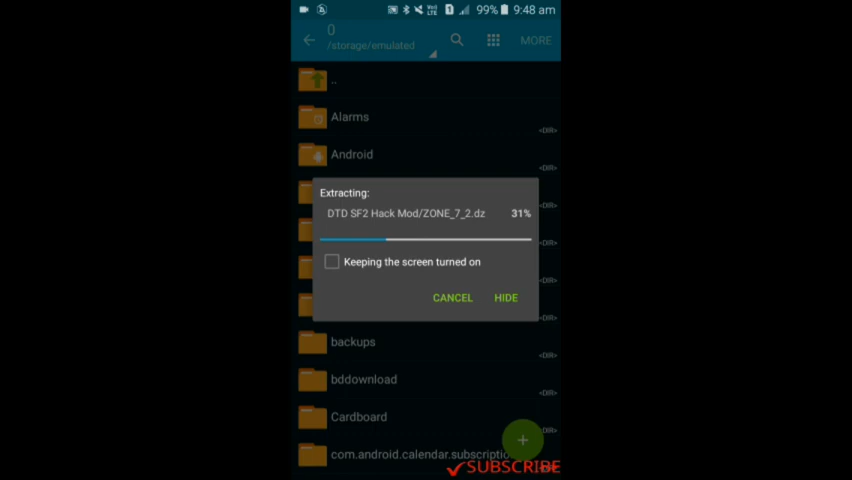 99% 9:48 am
0
/storage/emulated
MORE
..
Alarms
<DIR>
Android
<DIR>
Extracting:
DTD SF2 Hack Mod/ZONE_7_2.dz 31%
<DIR>
<DIR>
Keeping the screen turned on
<DIR>
CANCEL HIDE
<DIR>
backups
<DIR>
bddownload
<DIR>
Cardboard
<DIR>
com.android.calendar.subscriptio
SUBSCRIBE